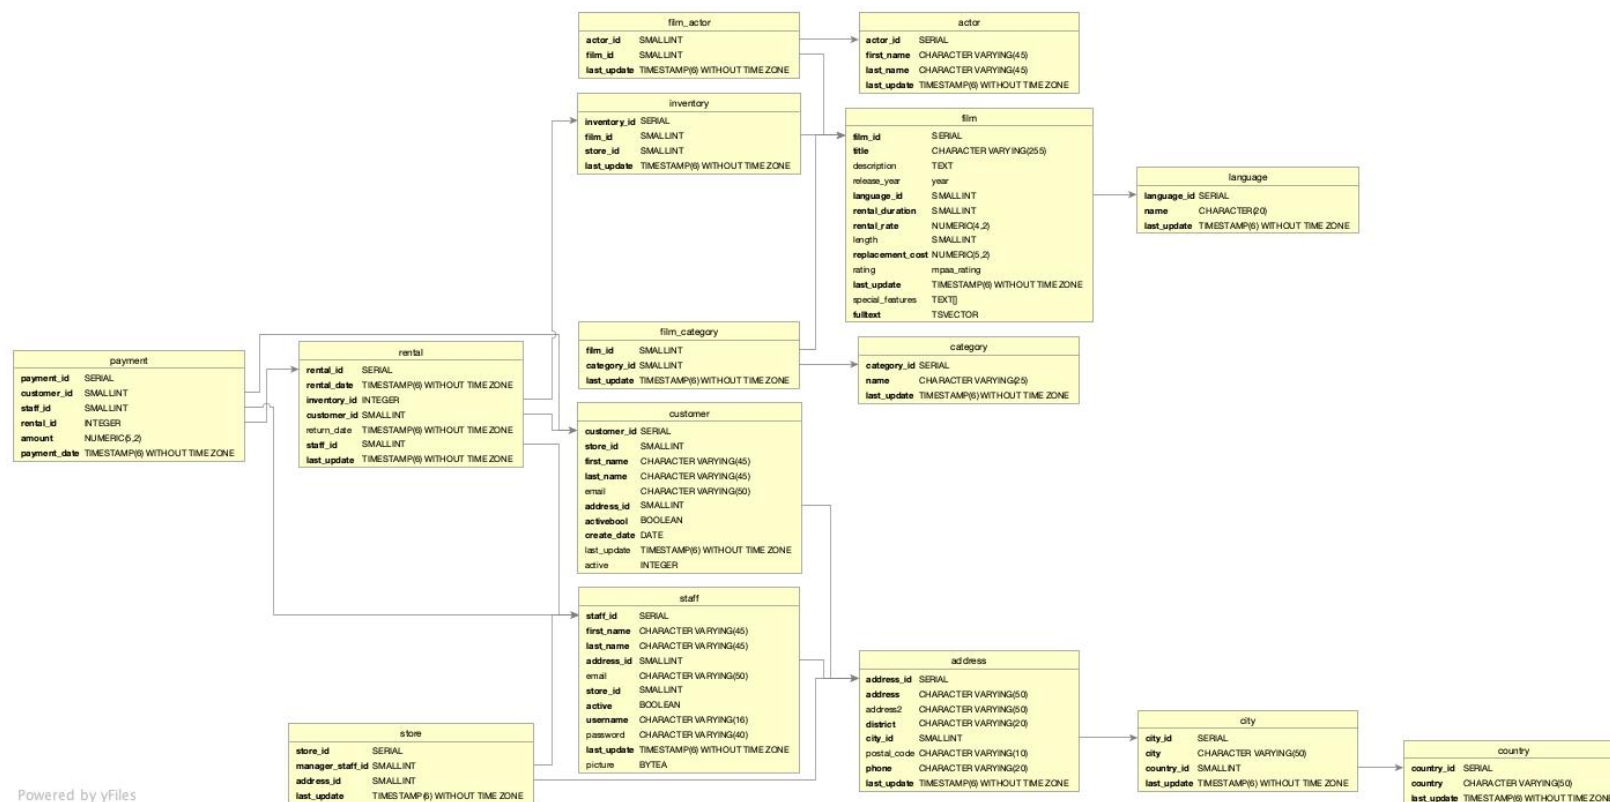 film_actor
actor_id SMALLINT
film_id SMALLINT
last_update TIMESTAMP(6) WITHOUT TIME ZONE
actor
actor_id SERIAL
first_name CHARACTER VARYING(45)
last_name CHARACTER VARYING(45)
last_update TIMESTAMP(6) WITHOUT TIME ZONE
inventory
inventory_id SERIAL
film_id SMALLINT
store_id SMALLINT
last_update TIMESTAMP(6) WITHOUT TIME ZONE
film
film_id SERIAL
title CHARACTER VARYING(255)
description TEXT
release_year year
language_id SMALLINT
rental_duration SMALLINT
rental_rate NUMERIC(4,2)
length SMALLINT
replacement_cost NUMERIC(5,2)
rating mpaa_rating
last_update TIMESTAMP(6) WITHOUT TIME ZONE
special_features TEXT[]
fulltext TSVECTOR
language
language_id SERIAL
name CHARACTER(20)
last_update TIMESTAMP(6) WITHOUT TIME ZONE
payment
payment_id SERIAL
customer_id SMALLINT
staff_id SMALLINT
rental_id INTEGER
amount NUMERIC(5,2)
payment_date TIMESTAMP(6) WITHOUT TIME ZONE
rental
rental_id SERIAL
rental_date TIMESTAMP(6) WITHOUT TIME ZONE
inventory_id INTEGER
customer_id SMALLINT
return_date TIMESTAMP(6) WITHOUT TIME ZONE
staff_id SMALLINT
last_update TIMESTAMP(6) WITHOUT TIME ZONE
film_category
film_id SMALLINT
category_id SMALLINT
last_update TIMESTAMP(6) WITHOUT TIME ZONE
category
category_id SERIAL
name CHARACTER VARYING(25)
last_update TIMESTAMP(6) WITHOUT TIME ZONE
customer
customer_id SERIAL
store_id SMALLINT
first_name CHARACTER VARYING(45)
last_name CHARACTER VARYING(45)
email CHARACTER VARYING(50)
address_id SMALLINT
activebool BOOLEAN
create_date DATE
last_update TIMESTAMP(6) WITHOUT TIME ZONE
active INTEGER
staff
staff_id SERIAL
first_name CHARACTER VARYING(45)
last_name CHARACTER VARYING(45)
address_id SMALLINT
email CHARACTER VARYING(50)
store_id SMALLINT
active BOOLEAN
username CHARACTER VARYING(16)
password CHARACTER VARYING(40)
last_update TIMESTAMP(6) WITHOUT TIME ZONE
picture BYTEA
address
address_id SERIAL
address CHARACTER VARYING(50)
address2 CHARACTER VARYING(50)
district CHARACTER VARYING(20)
city_id SMALLINT
postal_code CHARACTER VARYING(10)
phone CHARACTER VARYING(20)
last_update TIMESTAMP(6) WITHOUT TIME ZONE
store
store_id SERIAL
manager_staff_id SMALLINT
address_id SMALLINT
last_update TIMESTAMP(6) WITHOUT TIME ZONE
city
city_id SERIAL
city CHARACTER VARYING(50)
country_id SMALLINT
last_update TIMESTAMP(6) WITHOUT TIME ZONE
country
country_id SERIAL
country CHARACTER VARYING(50)
last_update TIMESTAMP(6) WITHOUT TIME ZONE
Powered by yFiles